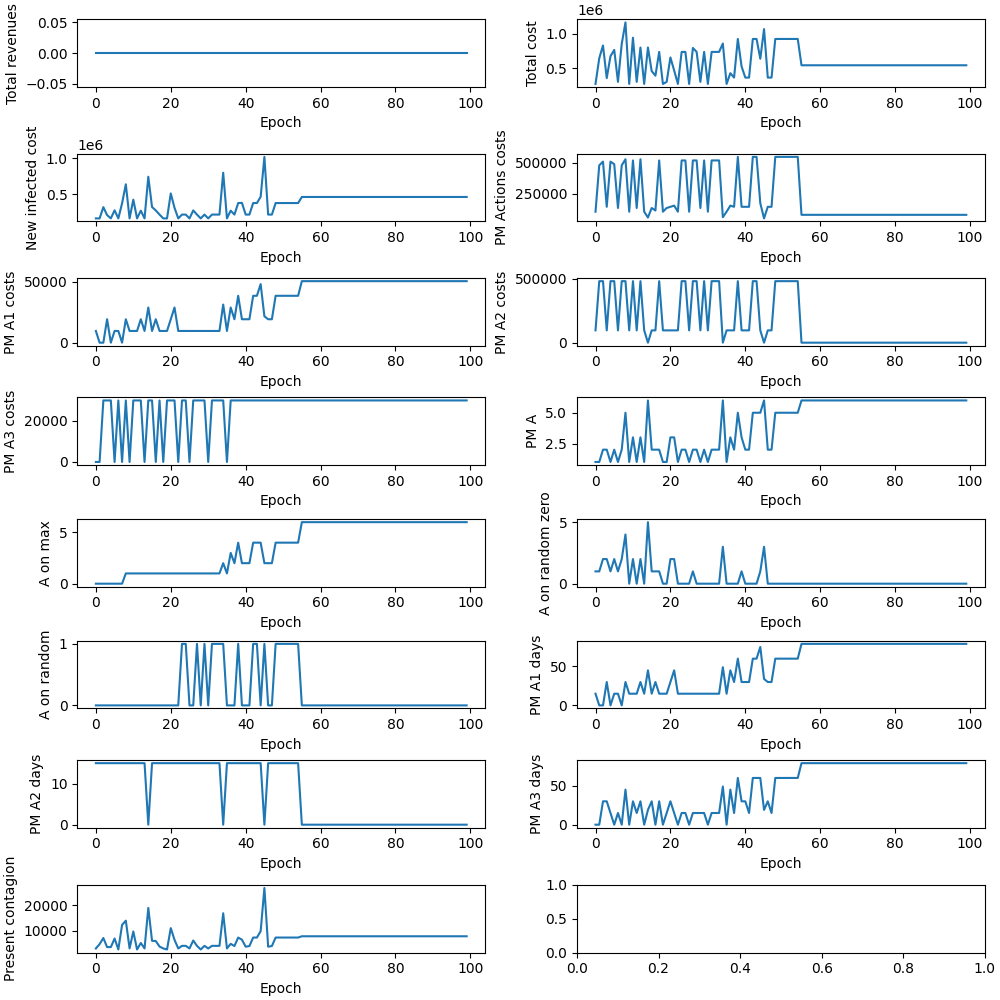 Total revenues
0.05
0.00
−0.05
0 20 40 60 80 100
Epoch
1e6
Total cost
1.0
0.5
0 20 40 60 80 100
Epoch
1e6
New infected cost
1.0
0.5
0 20 40 60 80 100
Epoch
PM Actions costs
500000
250000
0 20 40 60 80 100
Epoch
PM A1 costs
50000
0
0 20 40 60 80 100
Epoch
PM A2 costs
500000
0
0 20 40 60 80 100
Epoch
PM A3 costs
20000
0
0 20 40 60 80 100
Epoch
PM A
5.0
2.5
0 20 40 60 80 100
Epoch
A on max
5
0
0 20 40 60 80 100
Epoch
A on random zero
5
0
0 20 40 60 80 100
Epoch
A on random
1
0
0 20 40 60 80 100
Epoch
PM A1 days
50
0
0 20 40 60 80 100
Epoch
PM A2 days
10
0
0 20 40 60 80 100
Epoch
PM A3 days
50
0
0 20 40 60 80 100
Epoch
Present contagion
20000
10000
0 20 40 60 80 100
Epoch
1.0
0.5
0.0
0.0 0.2 0.4 0.6 0.8 1.0